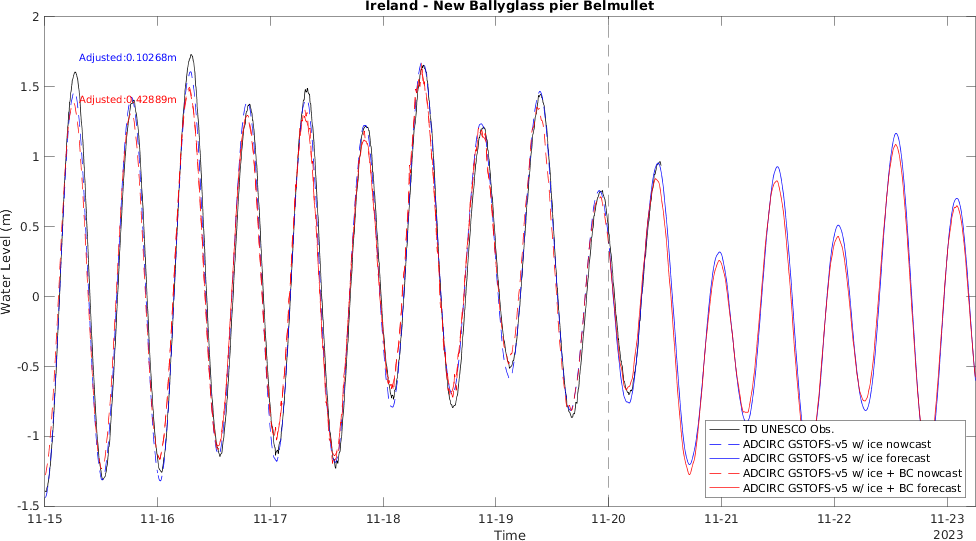 Ireland - New Ballyglass pier Belmullet
Adjusted:0.10268m
Adjusted:0.42889m
Water Level (m)
2
1.5
1
0.5
0
-0.5
-1
-1.5
11-15
11-16
11-17
11-18
11-19
11-20
11-21
11-22
11-23
2023
Time
TD UNESCO Obs.
ADCIRC GSTOFS-v5 w/ ice nowcast
ADCIRC GSTOFS-v5 w/ ice forecast
ADCIRC GSTOFS-v5 w/ ice + BC nowcast
ADCIRC GSTOFS-v5 w/ ice + BC forecast